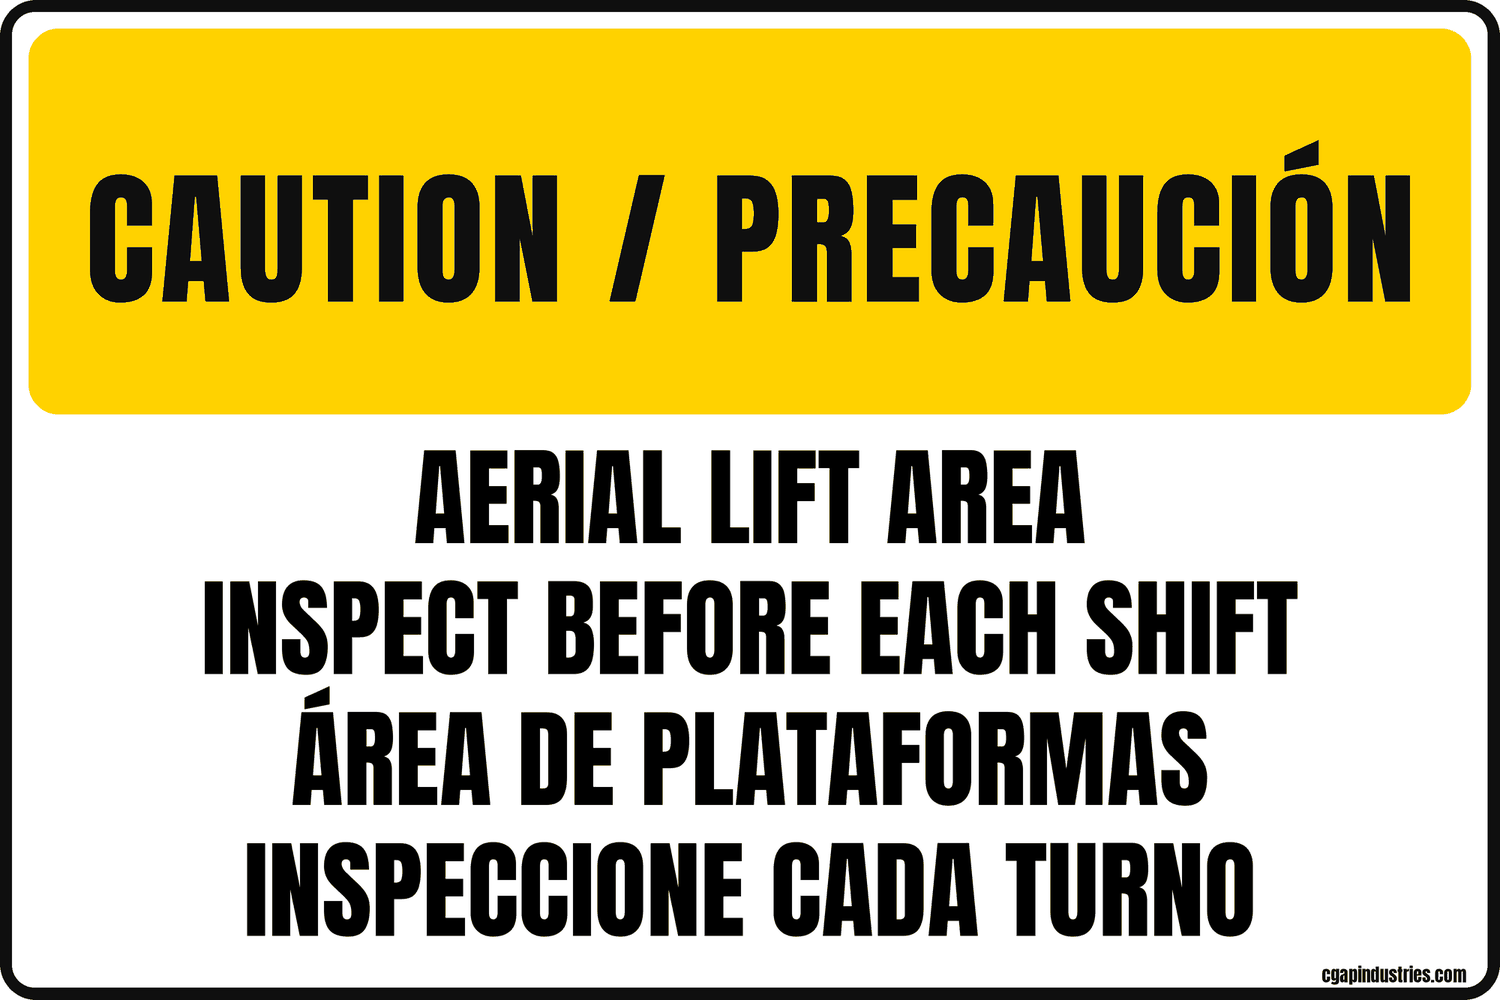 CAUTION / PRECAUCIÓN
AERIAL LIFT AREA
INSPECT BEFORE EACH SHIFT
ÁREA DE PLATAFORMAS
INSPECCIONE CADA TURNO
cgapindustries.com